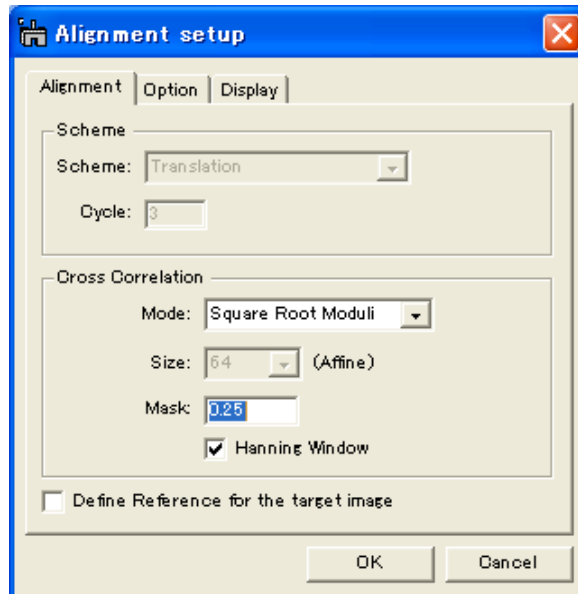 Alignment setup
Alignment Option Display
Scheme
Scheme: Translation
Cycle: 3
Cross Correlation
Mode: Square Root Moduli
Size: 64 (Affine)
Mask: 0.25
Hanning Window
Define Reference for the target image
OK Cancel